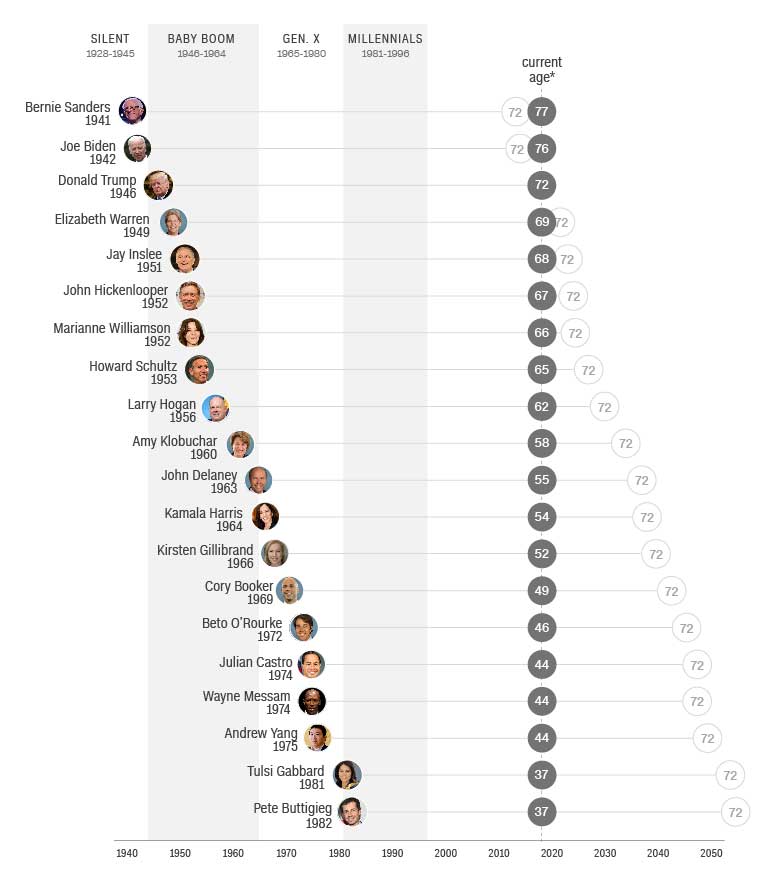 SILENT BABY BOOM GEN. X MILLENNIALS
1928-1945 1946-1964 1965-1980 1981-1996
current
age*
Bernie Sanders 72 77
1941
Joe Biden 72 76
1942
Donald Trump 72
1946
Elizabeth Warren 69 72
1949
Jay Inslee 68 72
1951
John Hickenlooper 67 72
1952
Marianne Williamson 66 72
1952
Howard Schultz 65 72
1953
Larry Hogan 62 72
1956
Amy Klobuchar 58 72
1960
John Delaney 55 72
1963
Kamala Harris 54 72
1964
Kirsten Gillibrand 52 72
1966
Cory Booker 49 72
1969
Beto O'Rourke 46 72
1972
Julian Castro 44 72
1974
Wayne Messam 44 72
1974
Andrew Yang 44 72
1975
Tulsi Gabbard 37 72
1981
Pete Buttigieg 37 72
1982
1940 1950 1960 1970 1980 1990 2000 2010 2020 2030 2040 2050